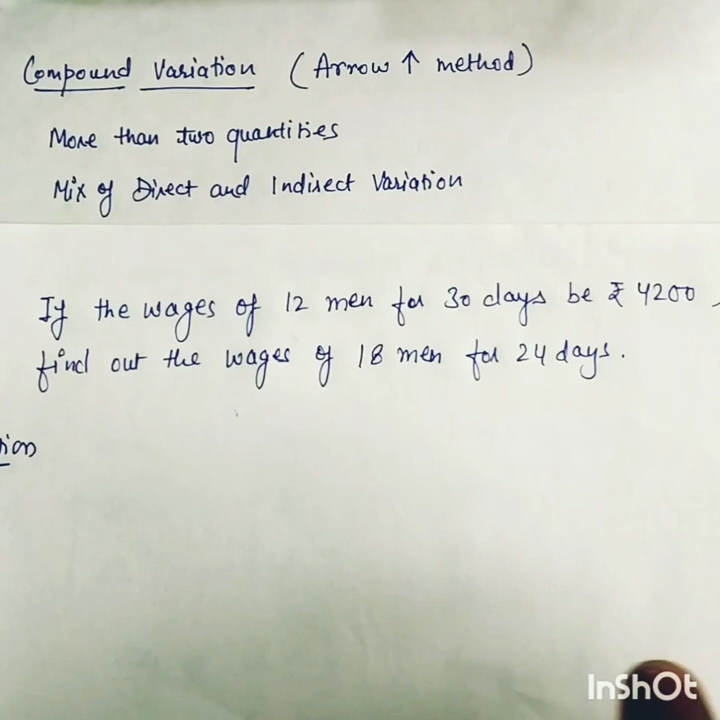 Compound Variation (Arrow ↑ method)
More than two quantities
Mix of Direct and Indirect Variation
If the wages of 12 men for 30 days be ₹ 4200,
find out the wages of 18 men for 24 days.
InShOt